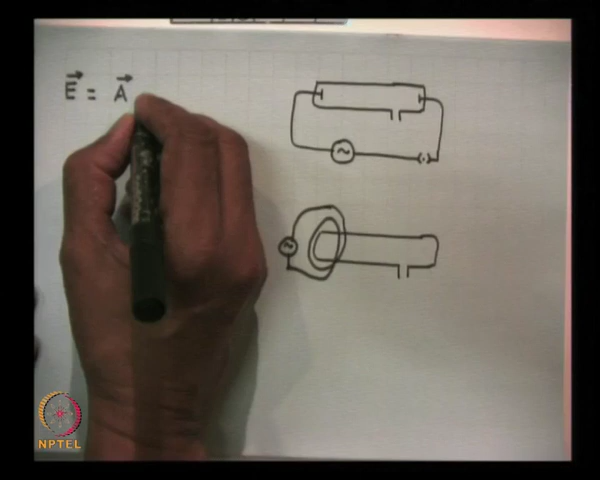 E⃗ = A⃗
~
~
NPTEL